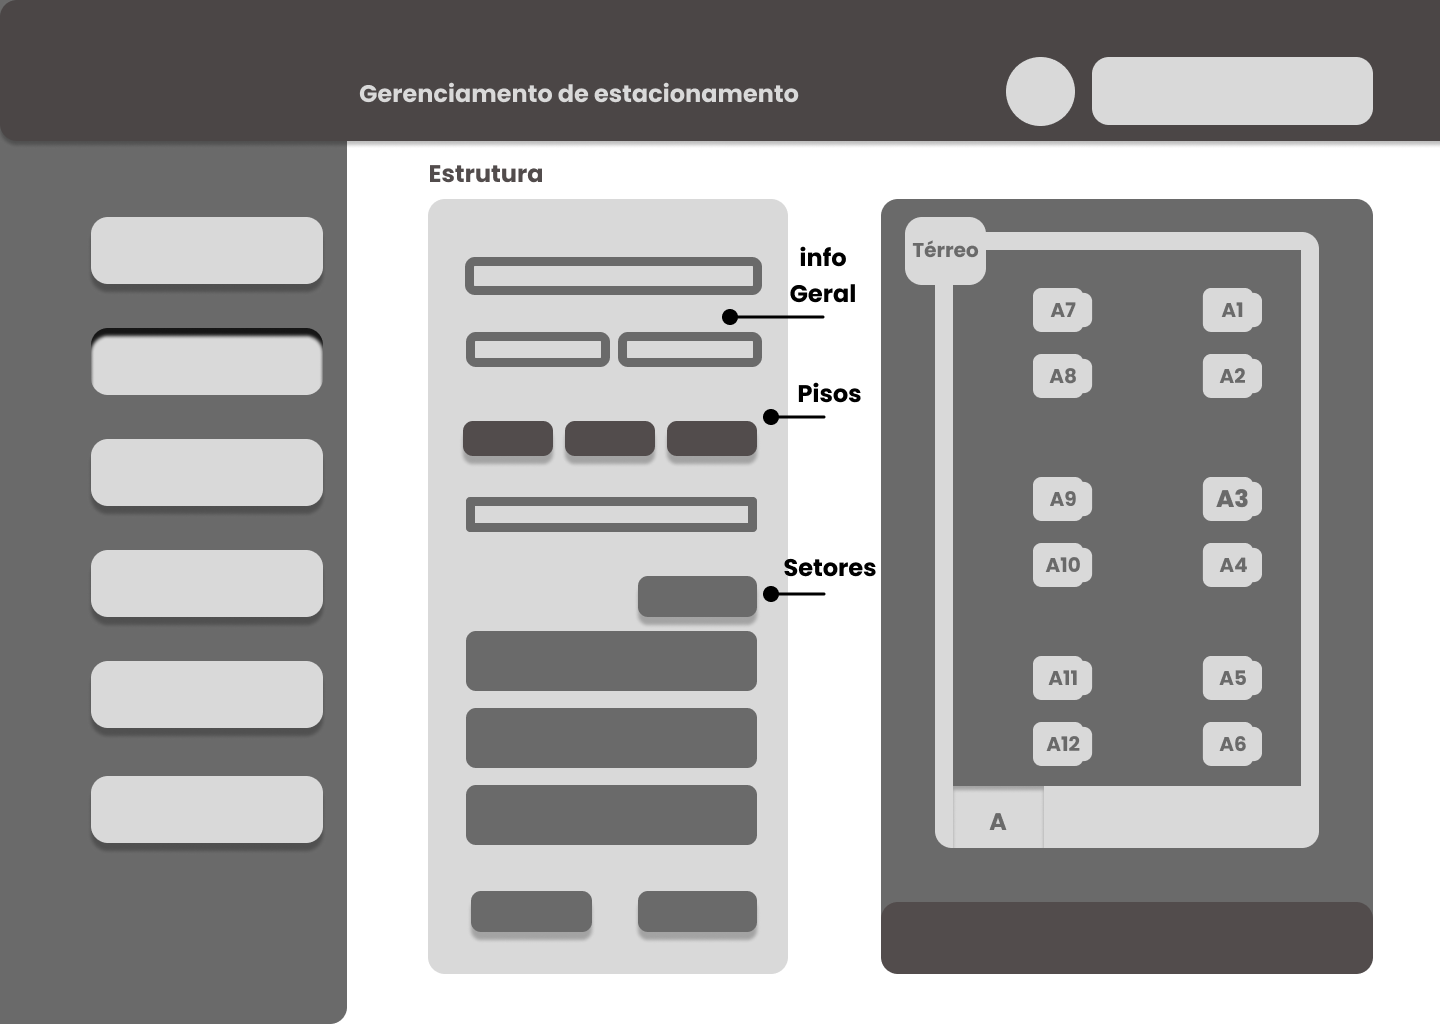 Gerenciamento de estacionamento
Estrutura
info
Geral
Pisos
Setores
Térreo
A7
A1
A8
A2
A9
A3
A10
A4
A11
A5
A12
A6
A